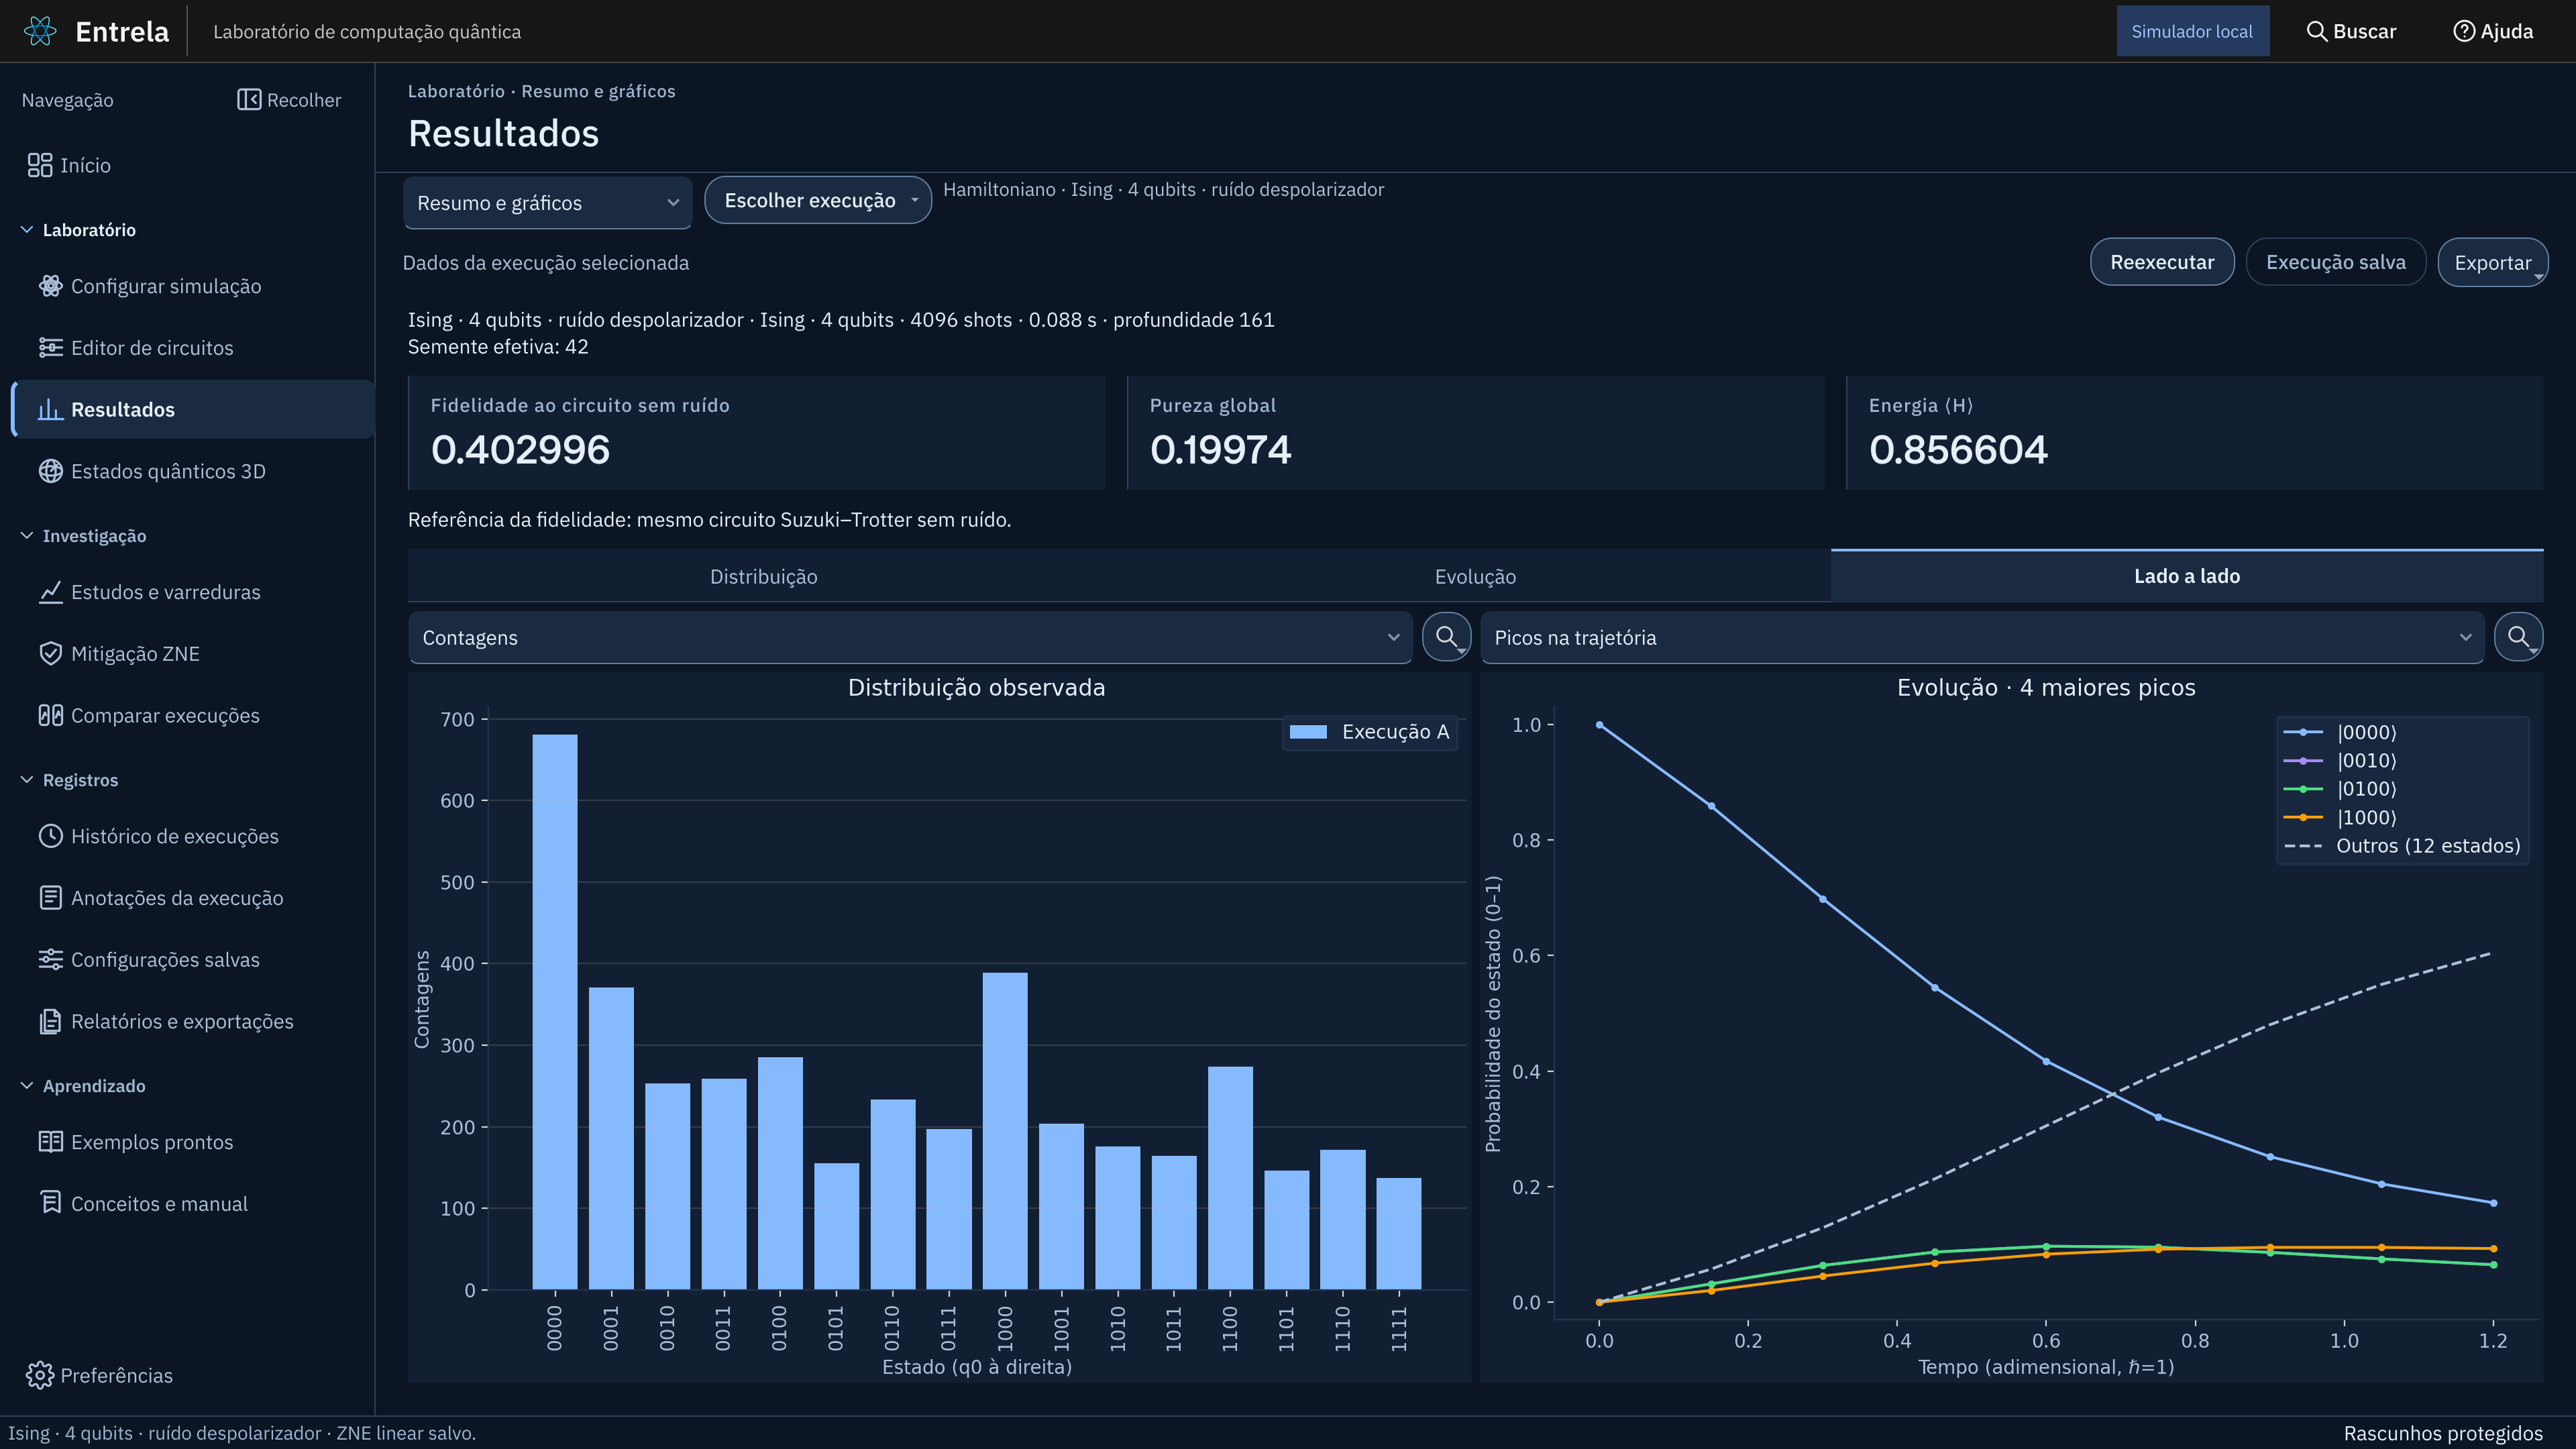 Entrela
Laboratório de computação quântica
Simulador local
Buscar
Ajuda
Navegação
Recolher
Início
Laboratório
Configurar simulação
Editor de circuitos
Resultados
Estados quânticos 3D
Investigação
Estudos e varreduras
Mitigação ZNE
Comparar execuções
Registros
Histórico de execuções
Anotações da execução
Configurações salvas
Relatórios e exportações
Aprendizado
Exemplos prontos
Conceitos e manual
Preferências
Laboratório · Resumo e gráficos
Resultados
Resumo e gráficos
Escolher execução
Hamiltoniano · Ising · 4 qubits · ruído despolarizador
Dados da execução selecionada
Reexecutar
Execução salva
Exportar
Ising · 4 qubits · ruído despolarizador · Ising · 4 qubits · 4096 shots · 0.088 s · profundidade 161
Semente efetiva: 42
Fidelidade ao circuito sem ruído
0.402996
Pureza global
0.19974
Energia ⟨H⟩
0.856604
Referência da fidelidade: mesmo circuito Suzuki–Trotter sem ruído.
Distribuição
Evolução
Lado a lado
Contagens
Picos na trajetória
Distribuição observada
Execução A
Contagens
700
600
500
400
300
200
100
0
0000
0001
0010
0011
0100
0101
0110
0111
1000
1001
1010
1011
1100
1101
1110
1111
Estado (q0 à direita)
Evolução · 4 maiores picos
|0000⟩
|0010⟩
|0100⟩
|1000⟩
Outros (12 estados)
Probabilidade do estado (0–1)
1.0
0.8
0.6
0.4
0.2
0.0
0.0
0.2
0.4
0.6
0.8
1.0
1.2
Tempo (adimensional, ℏ=1)
Ising · 4 qubits · ruído despolarizador · ZNE linear salvo.
Rascunhos protegidos